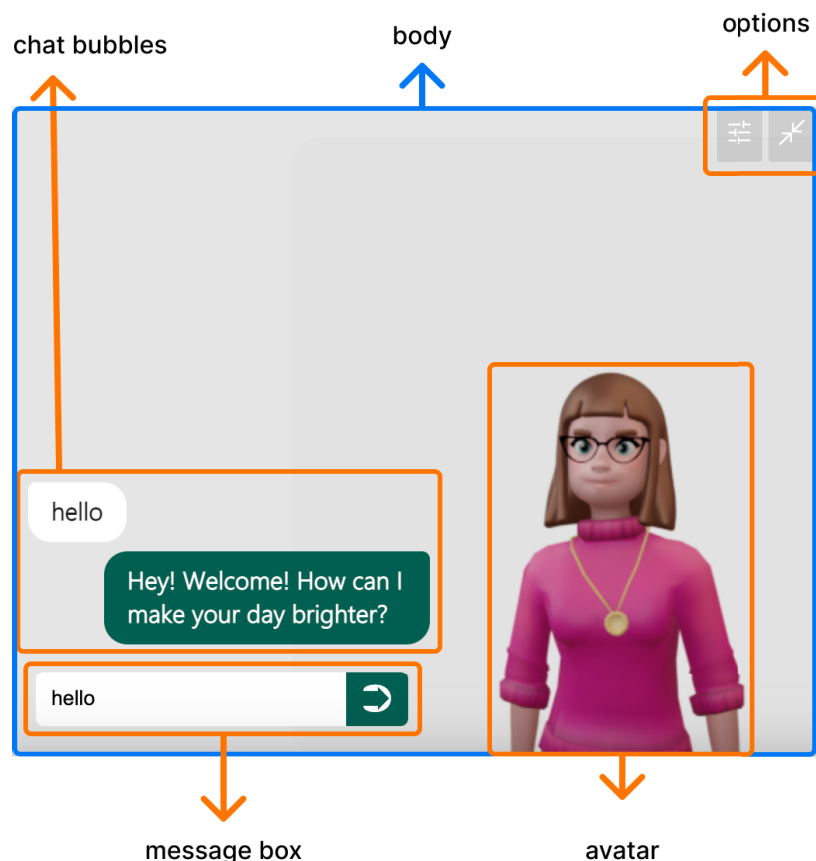 options
body
chat bubbles
hello
Hey! Welcome! How can I
make your day brighter?
hello
message box
avatar